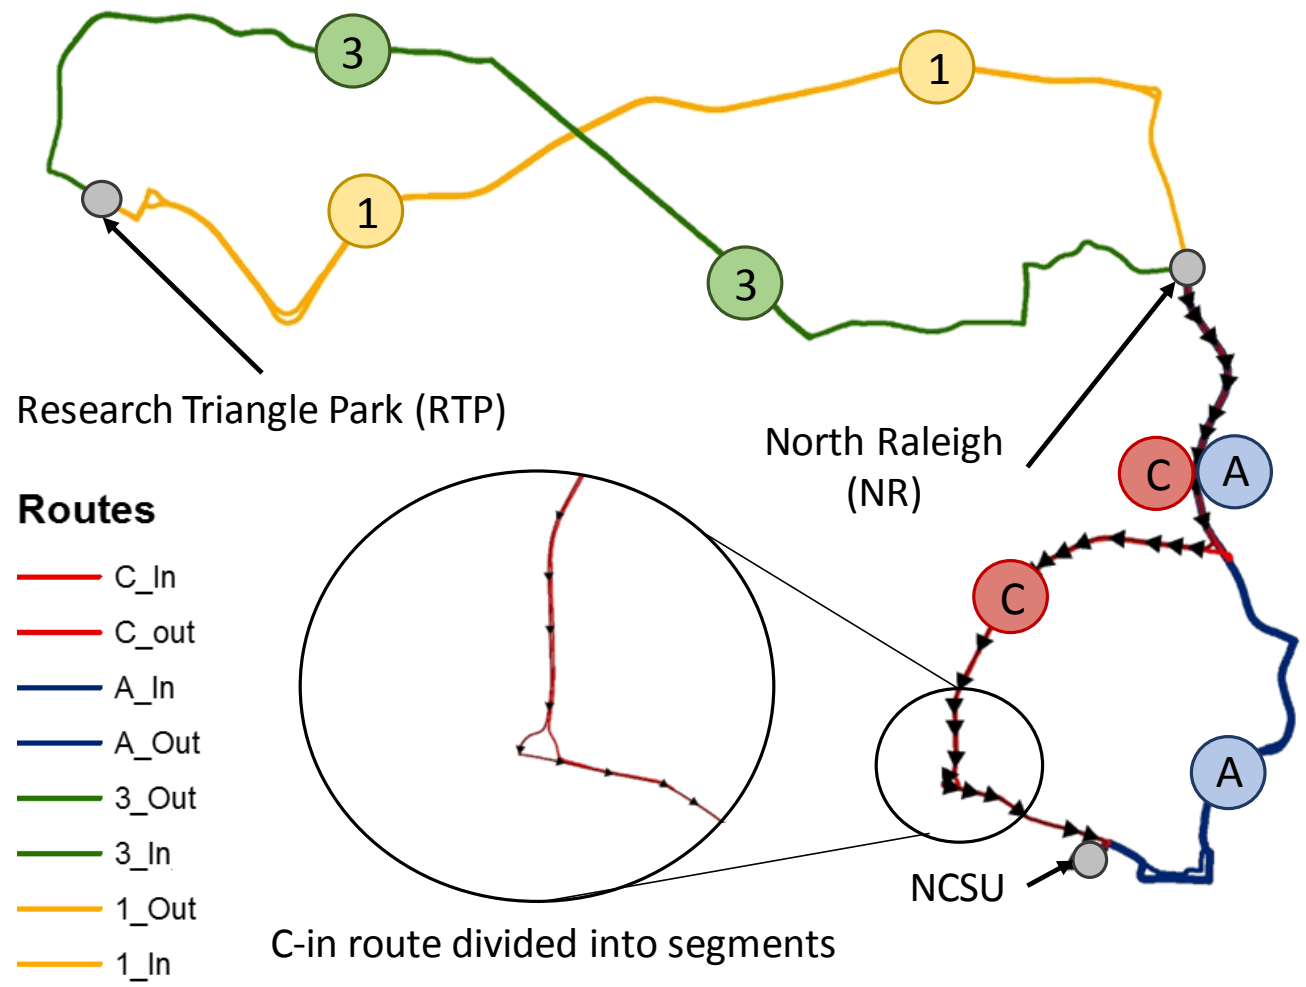 3
1
1
3
Research Triangle Park (RTP)
North Raleigh
(NR)
C
A
Routes
C_In
C_out
A_In
A_Out
3_Out
3_In
1_Out
1_In
C
A
NCSU
C-in route divided into segments